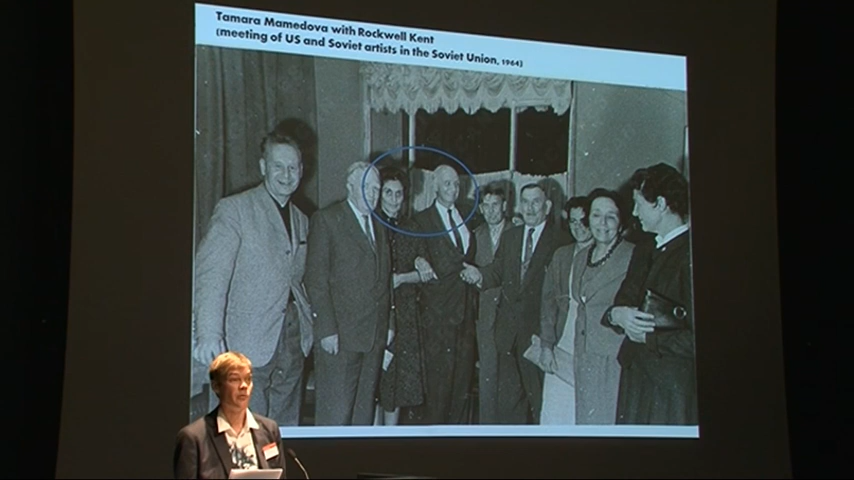 Tamara Mamedova with Rockwell Kent
(meeting of US and Soviet artists in the Soviet Union, 1964)